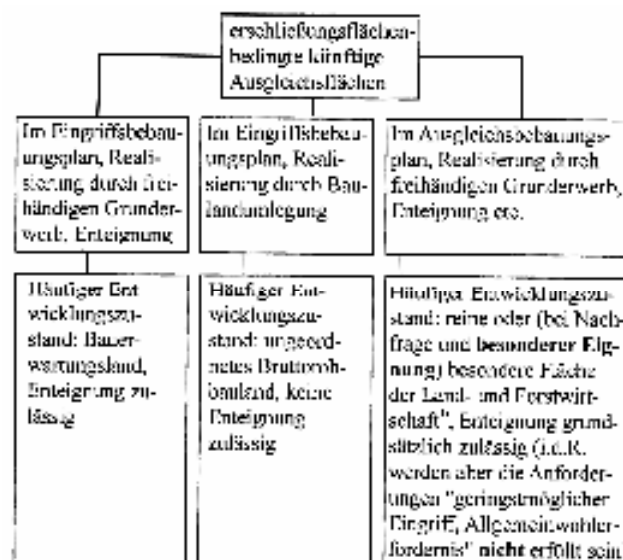 erschließungsflächen-
bedingte künftige
Ausgleichsflächen
Im Eingriffsbebau-
ungsplan, Reali-
sierung durch frei-
händigen Grunder-
werb, Enteignung
Im Eingriffsbebau-
ungsplan, Reali-
sierung durch Bau-
landumlegung
Im Ausgleichsbebauungs-
plan, Realisierung durch
freihändigen Grunderwerb,
Enteignung etc.
Häufiger Ent
wicklungszu-
stand: Bauer-
wartungsland,
Enteignung zu-
lässig
Häufiger Ent-
wicklungszu-
stand: ungeord-
netes Bruttoroh-
bauland, keine
Enteignung
zulässig
Häufiger Entwicklungszu-
stand: reine oder (bei Nach-
frage und besonderer Eig-
nung) besondere Fläche
der Land- und Forstwirt-
schaft", Enteignung grund-
sätzlich zulässig (i.d.R.
werden aber die Anforder-
ungen "geringstmöglicher
Eingriff, Allgemeinwohler-
fordernis" nicht erfüllt sein